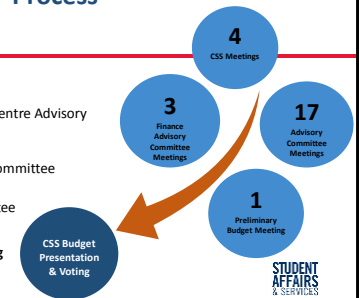 Process
entre Advisory
ommittee
tee
g
4
CSS Meetings
3
Finance
Advisory
Committee
Meetings
17
Advisory
Committee
Meetings
1
Preliminary
Budget Meeting
CSS Budget
Presentation
& Voting
STUDENT
AFFAIRS
& SERVICES